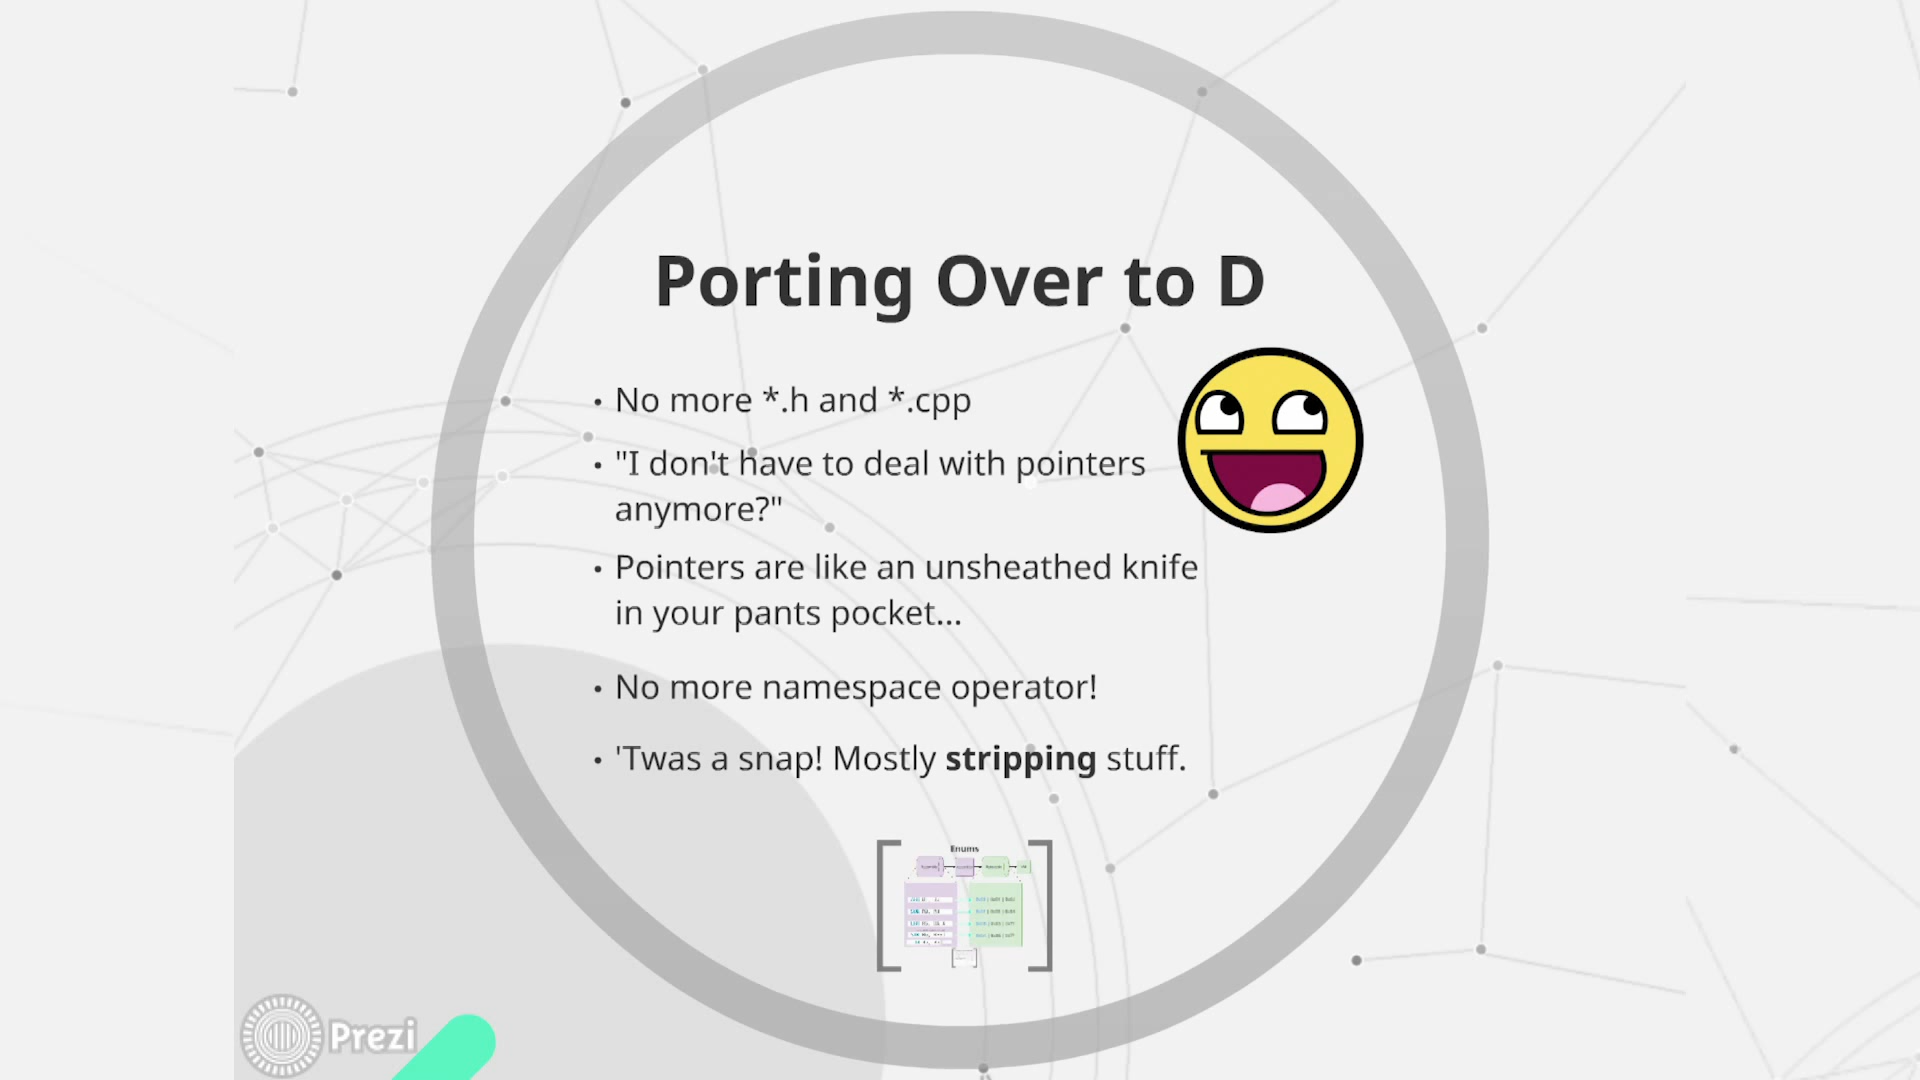 Porting Over to D
• No more *.h and *.cpp
• "I don't have to deal with pointers
anymore?"
• Pointers are like an unsheathed knife
in your pants pocket...
• No more namespace operator!
• 'Twas a snap! Mostly stripping stuff.
Enums
Prezi